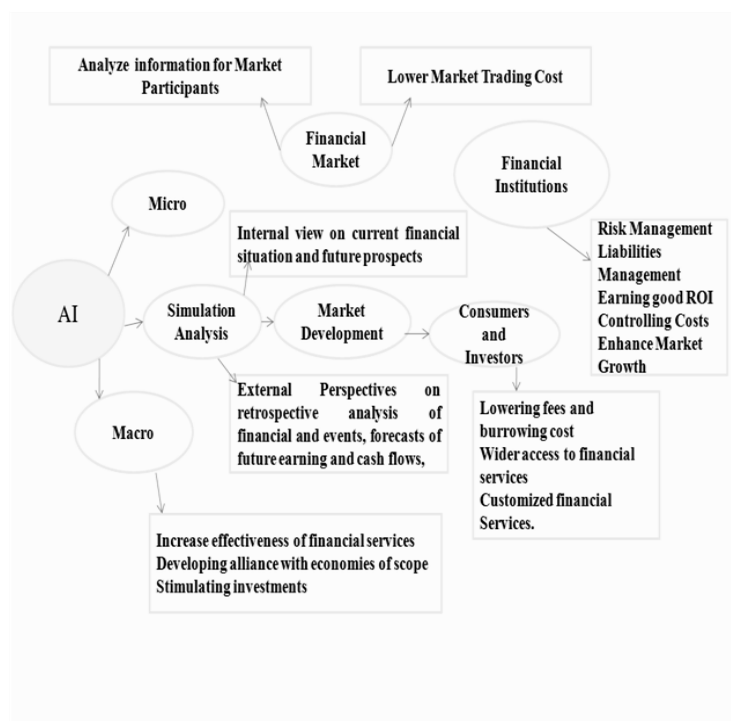 Analyze information for Market
Participants
Lower Market Trading Cost
Financial
Market
Financial
Institutions
Micro
Internal view on current financial
situation and future prospects
Risk Management
Liabilities
Management
Earning good ROI
Controlling Costs
Enhance Market
Growth
AI
Simulation
Analysis
Market
Development
Consumers
and
Investors
External Perspectives on
retrospective analysis of
financial and events, forecasts of
future earning and cash flows,
Macro
Lowering fees and
burrowing cost
Wider access to financial
services
Customized financial
Services.
Increase effectiveness of financial services
Developing alliance with economies of scope
Stimulating investments